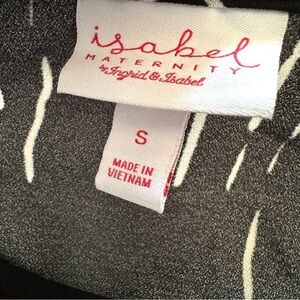 isabel
MATERNITY
by Ingrid & Isabel
S
MADE IN
VIETNAM